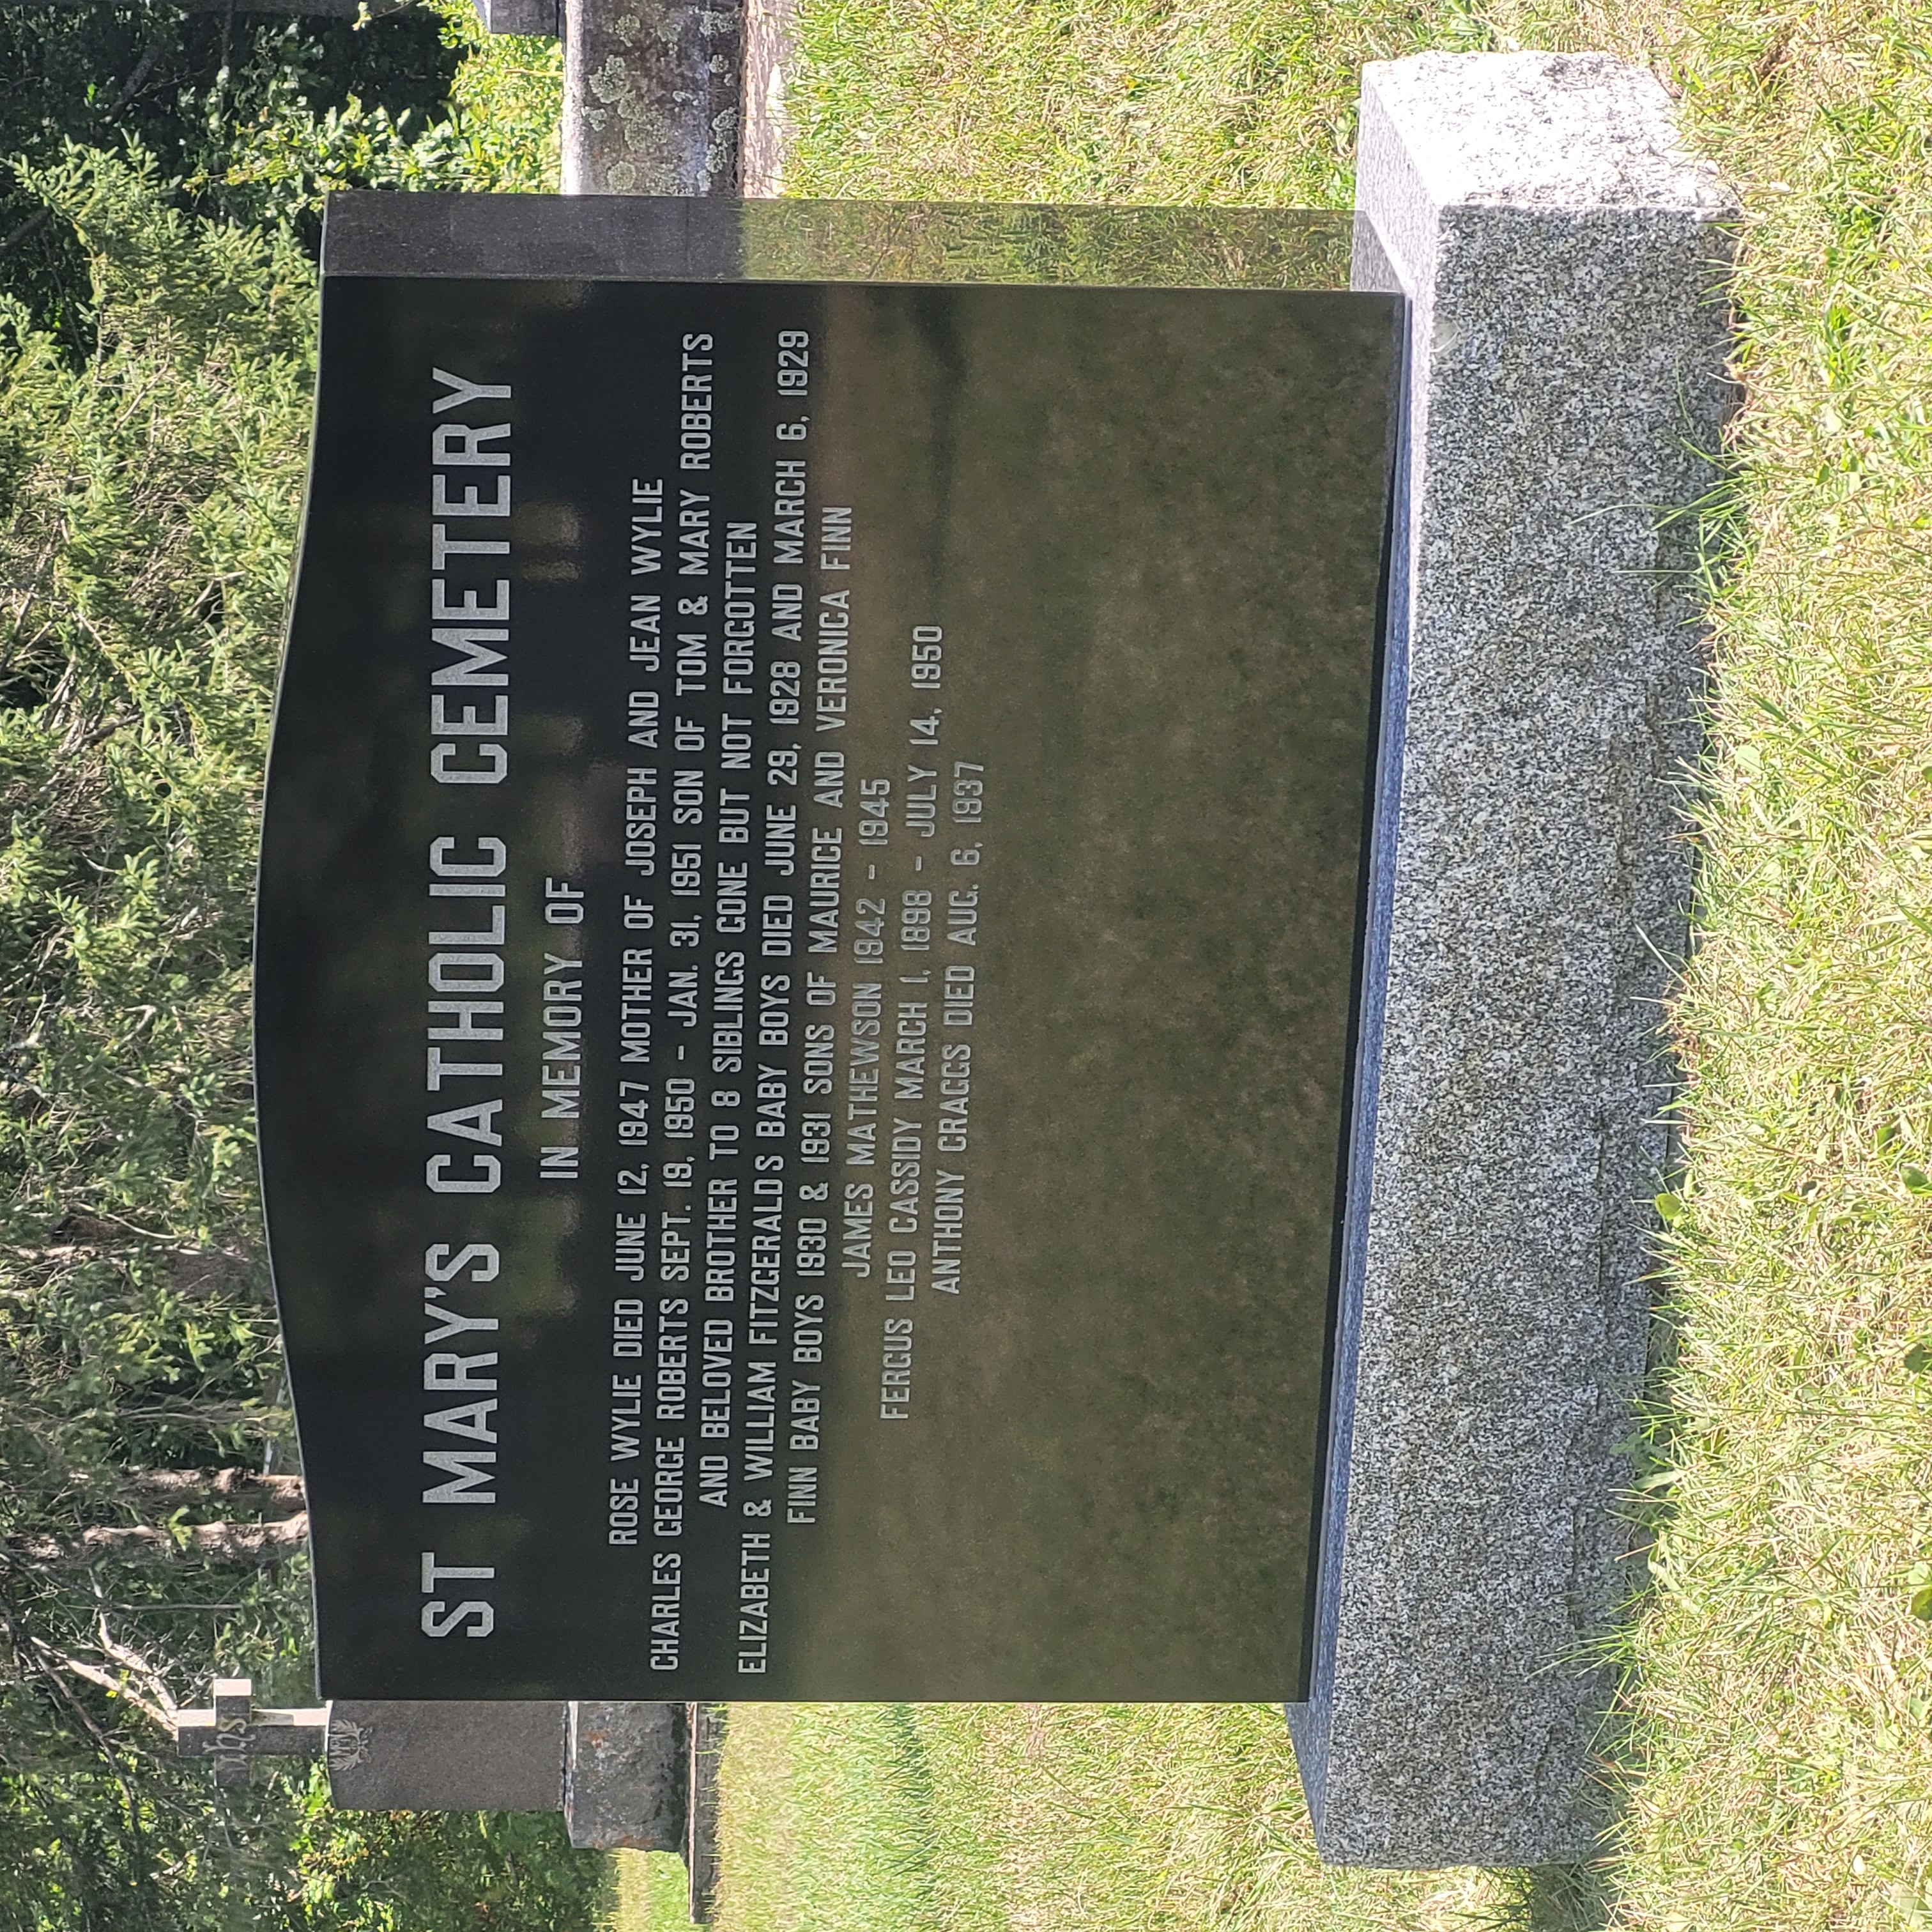 ST MARY'S CATHOLIC CEMETERY
IN MEMORY OF
ROSE WYLIE DIED JUNE 12, 1947 MOTHER OF JOSEPH AND JEAN WYLIE
CHARLES GEORGE ROBERTS SEPT. 19, 1950 - JAN. 31, 1951 SON OF TOM & MARY ROBERTS
AND BELOVED BROTHER TO 8 SIBLINGS GONE BUT NOT FORGOTTEN
ELIZABETH & WILLIAM FITZGERALDS BABY BOYS DIED JUNE 29, 1928 AND MARCH 6, 1929
FINN BABY BOYS 1930 & 1931 SONS OF MAURICE AND VERONICA FINN
JAMES MATHEWSON 1942 - 1945
FERGUS LEO CASSIDY MARCH 1, 1898 - JULY 14, 1950
ANTHONY CRAGGS DIED AUG. 6, 1937
ihs